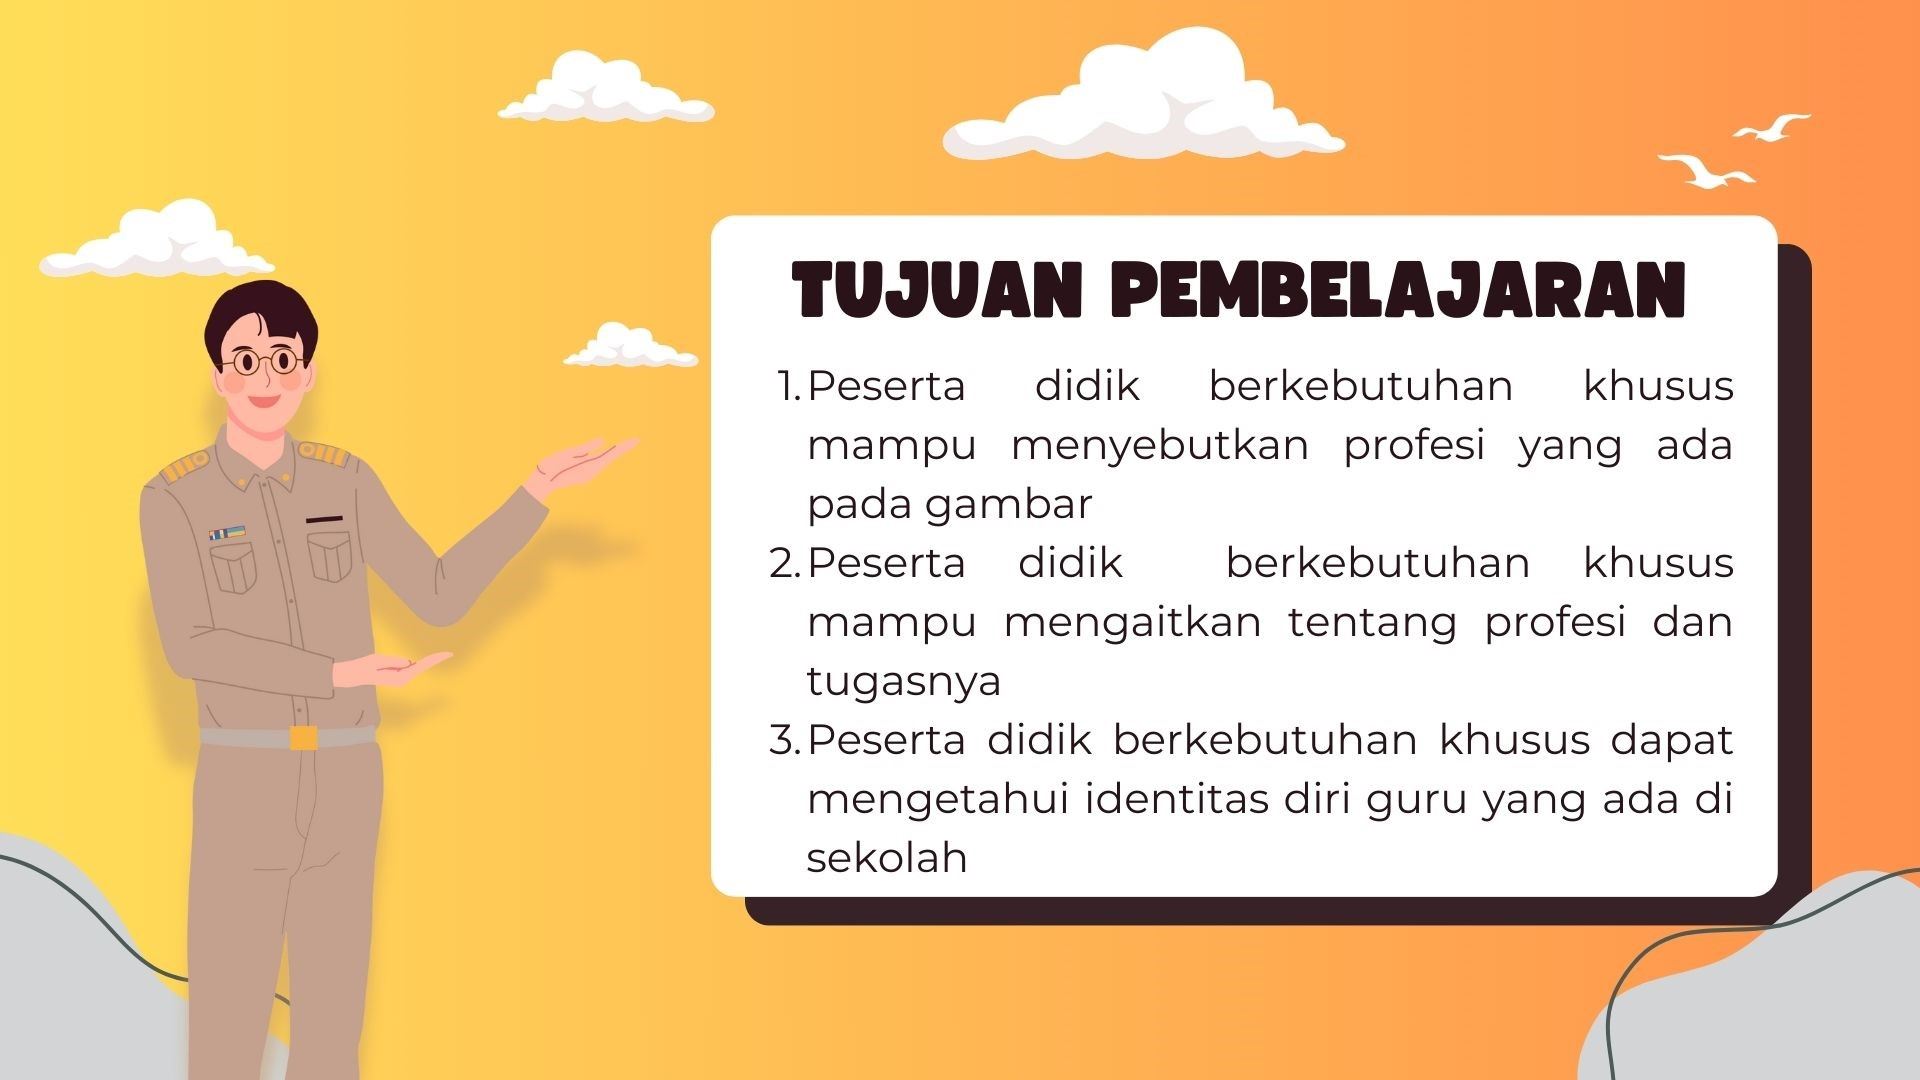 TUJUAN PEMBELAJARAN
1. Peserta didik berkebutuhan khusus
mampu menyebutkan profesi yang ada
pada gambar
2. Peserta didik berkebutuhan khusus
mampu mengaitkan tentang profesi dan
tugasnya
3. Peserta didik berkebutuhan khusus dapat
mengetahui identitas diri guru yang ada di
sekolah